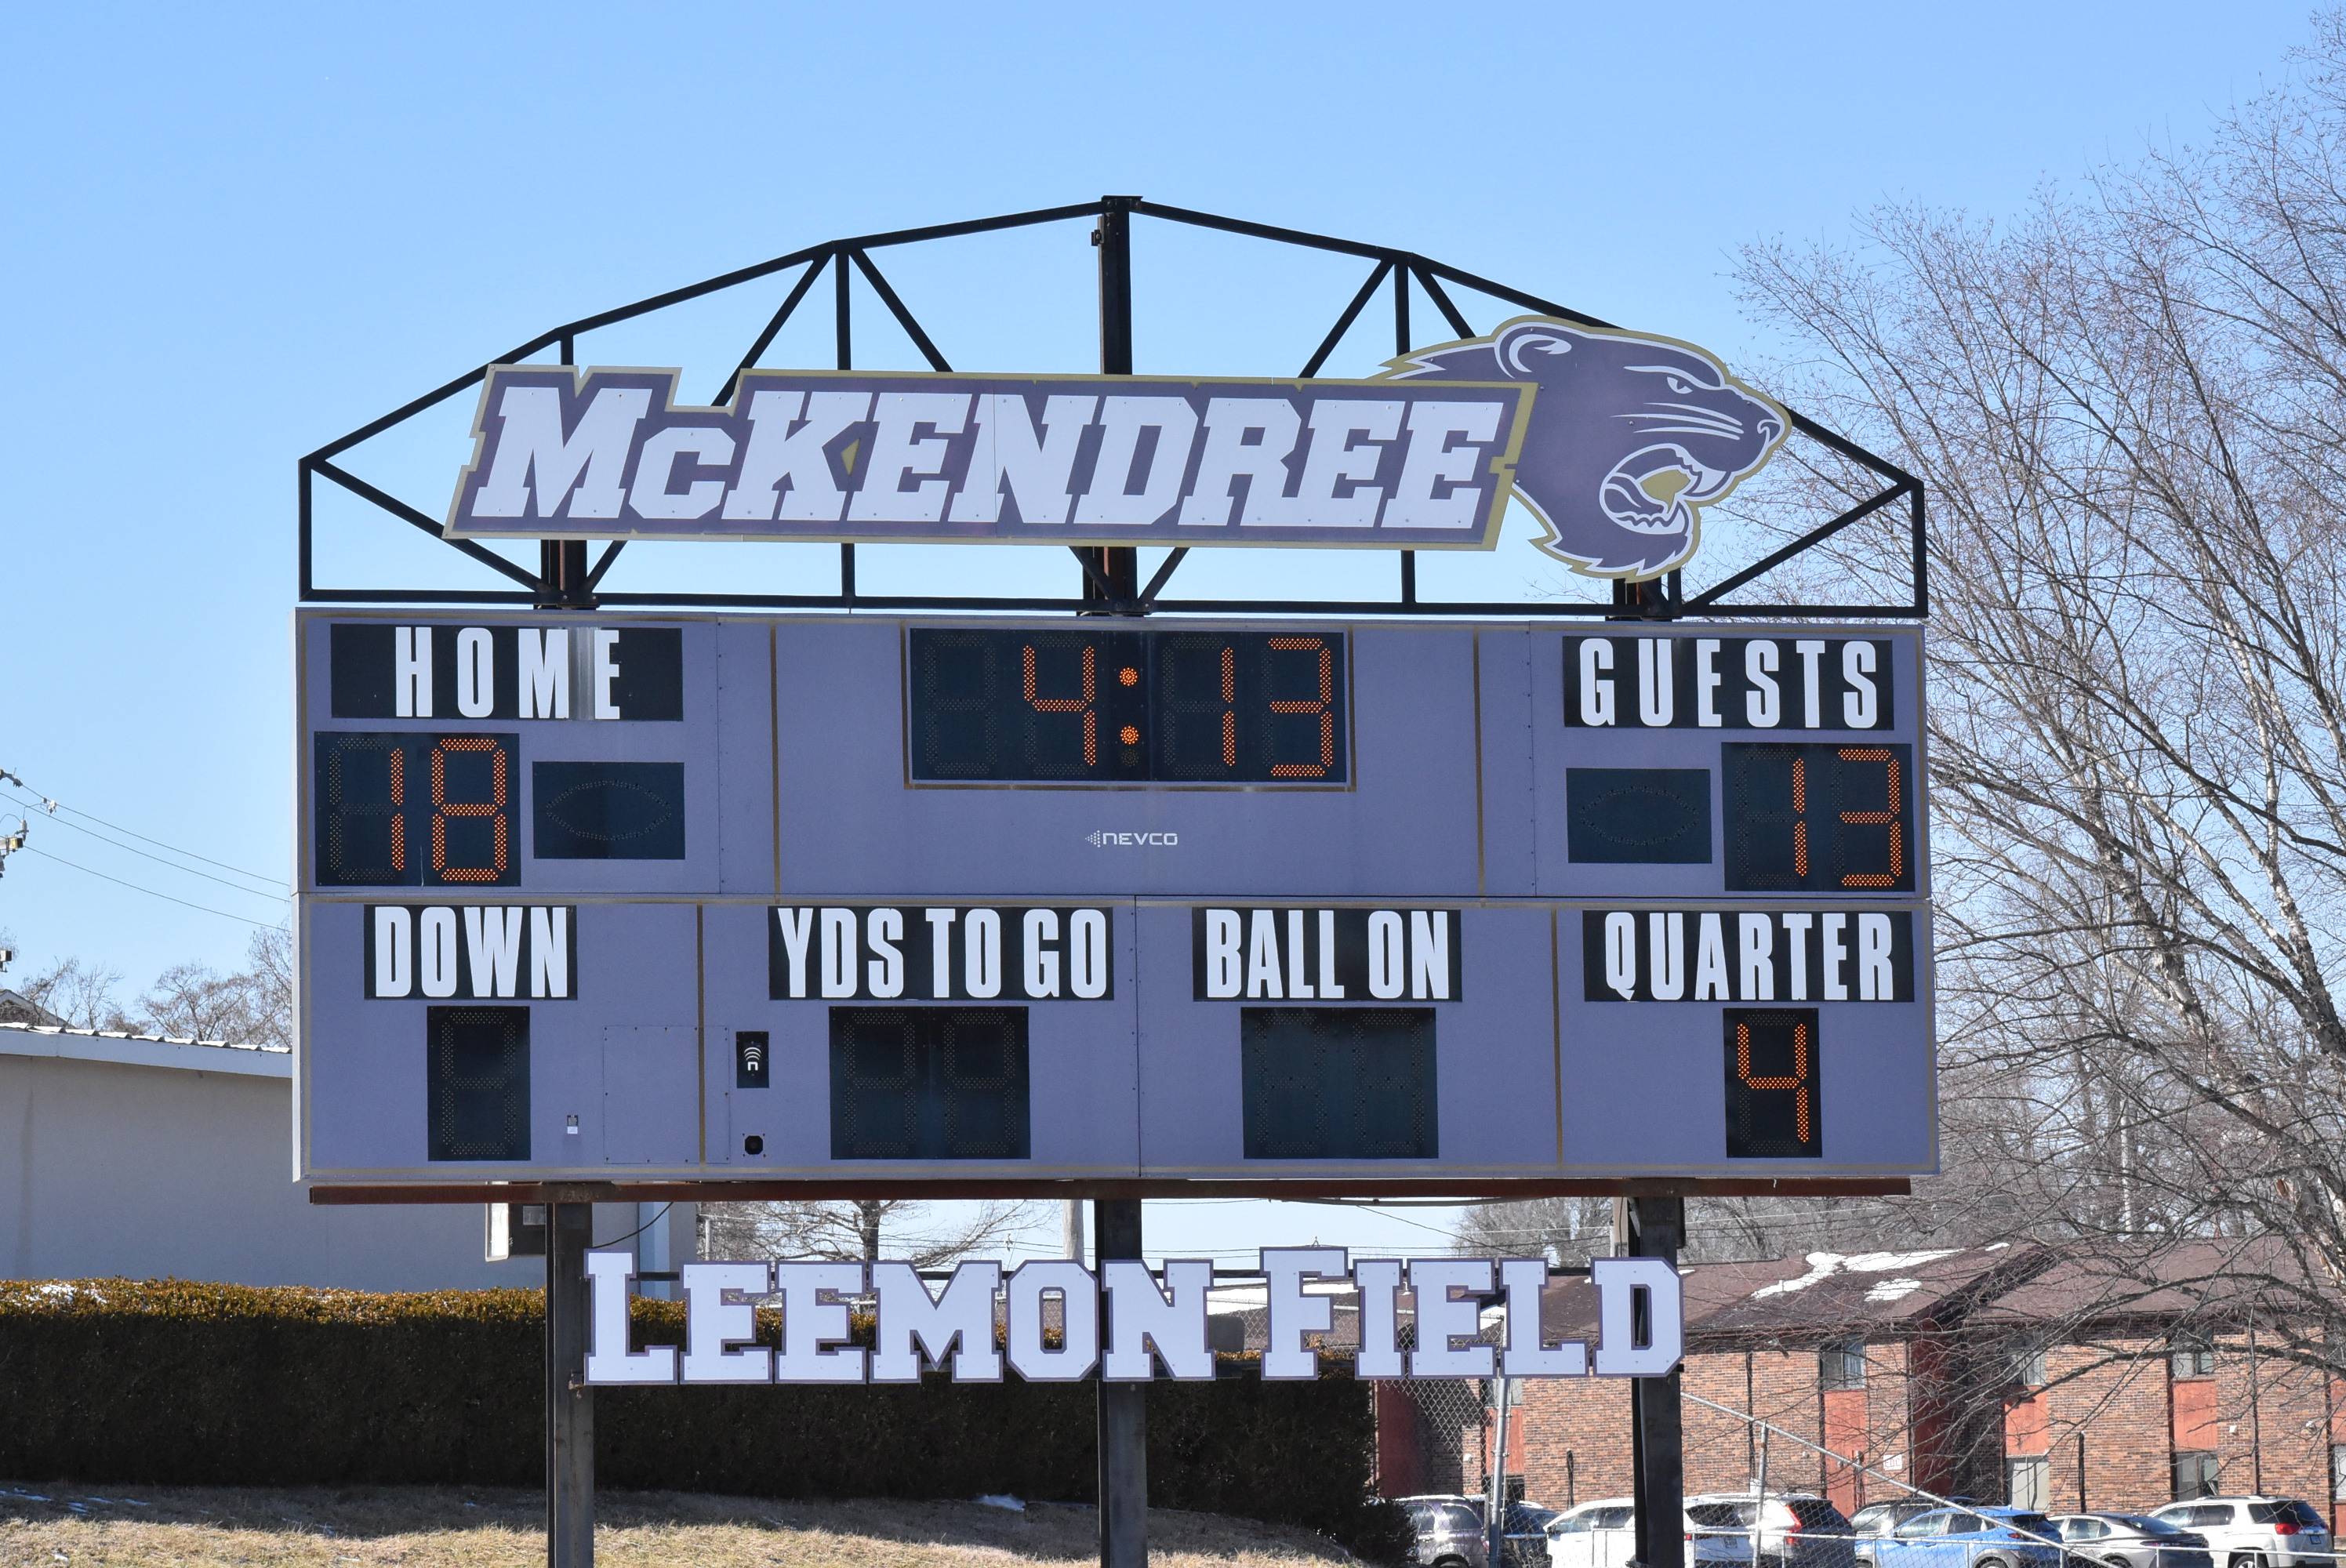 McKENDREE
HOME 4:13 GUESTS
18 13
NEVCO
DOWN YDS TO GO BALL ON QUARTER
4
LEEMON FIELD